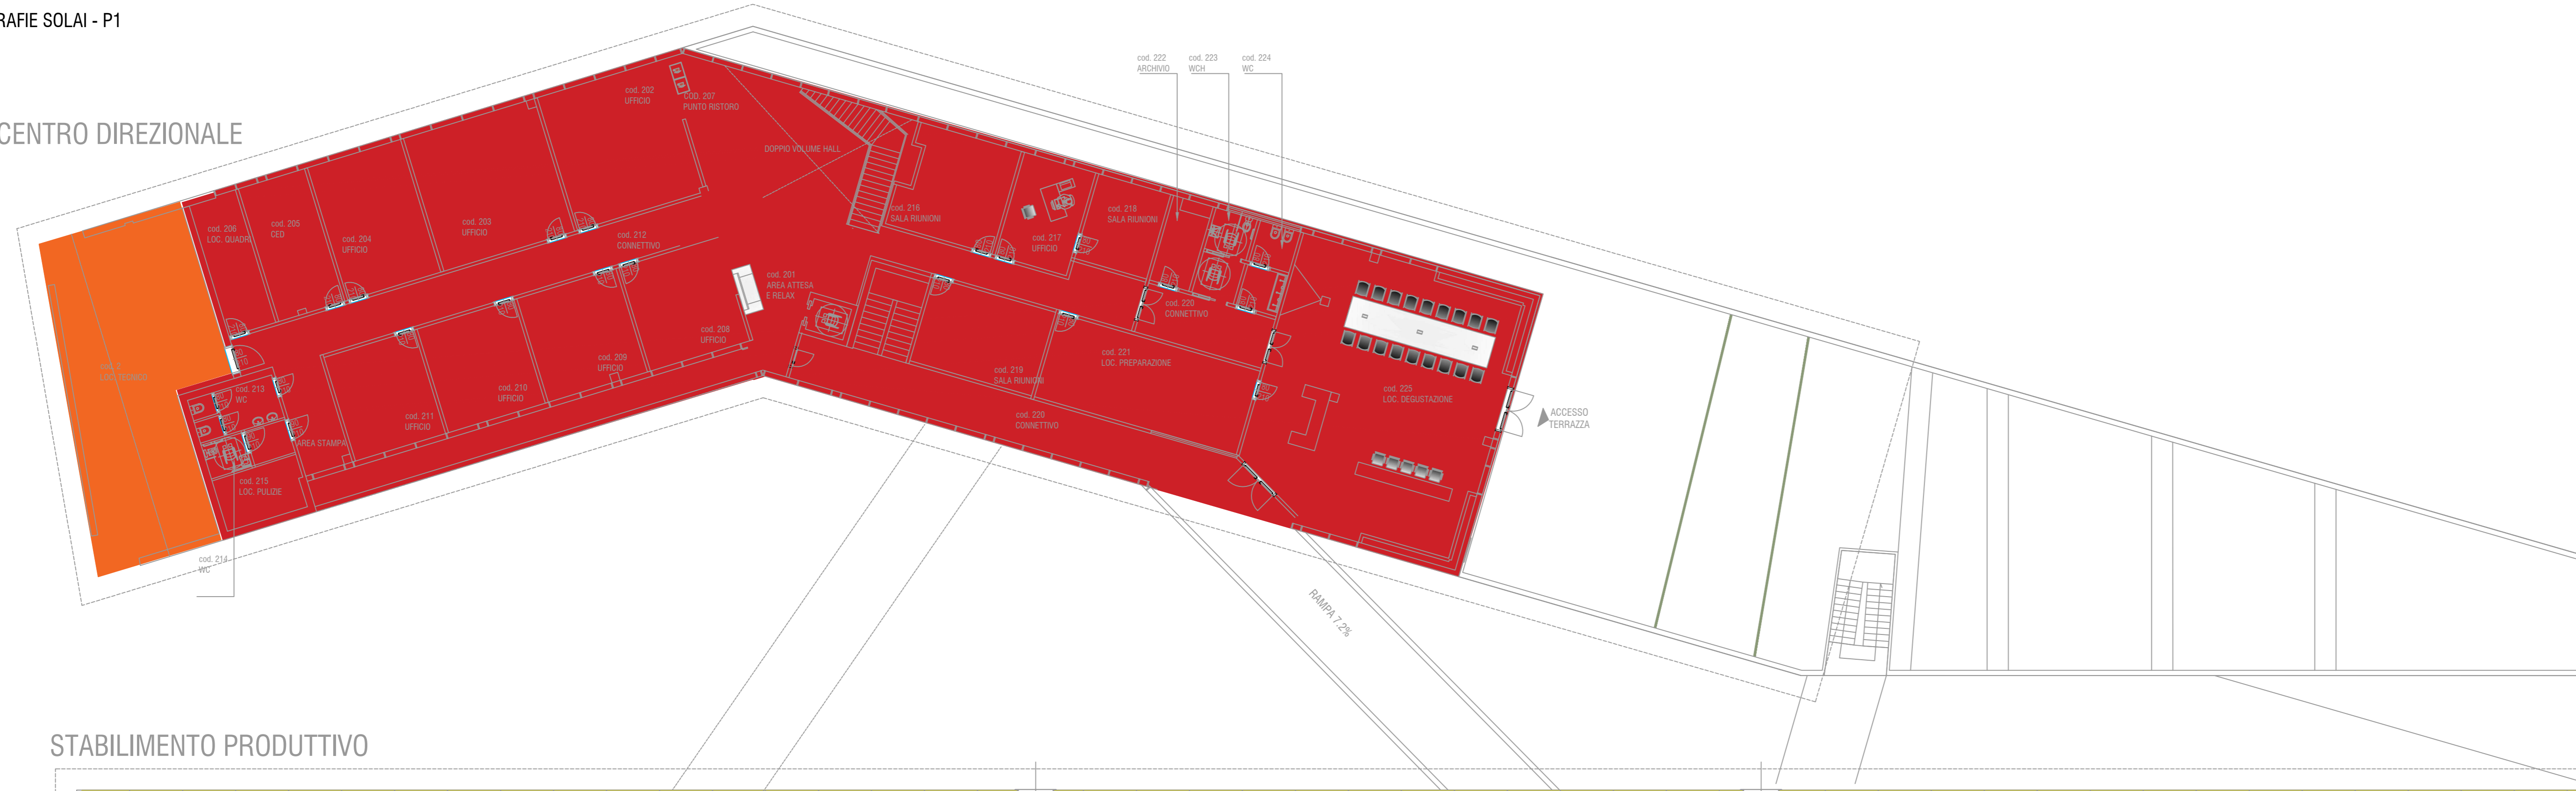 RAFIE SOLAI - P1
CENTRO DIREZIONALE
cod. 222
ARCHIVIO
cod. 223
WCH
cod. 224
WC
cod. 202
UFFICIO
COD. 207
PUNTO RISTORO
DOPPIO VOLUME HALL
cod. 206
LOC. QUADRI
cod. 205
CED
cod. 204
UFFICIO
cod. 203
UFFICIO
cod. 212
CONNETTIVO
cod. 216
SALA RIUNIONI
cod. 217
UFFICIO
cod. 218
SALA RIUNIONI
cod. 201
AREA ATTESA
E RELAX
cod. 220
CONNETTIVO
cod. 208
UFFICIO
cod. 209
UFFICIO
cod. 210
UFFICIO
cod. 211
UFFICIO
LOC. TECNICO
cod. 213
WC
AREA STAMPA
cod. 215
LOC. PULIZIE
cod. 214
WC
cod. 219
SALA RIUNIONI
cod. 221
LOC. PREPARAZIONE
cod. 220
CONNETTIVO
cod. 225
LOC. DEGUSTAZIONE
ACCESSO
TERRAZZA
RAMPA 7.2%
STABILIMENTO PRODUTTIVO